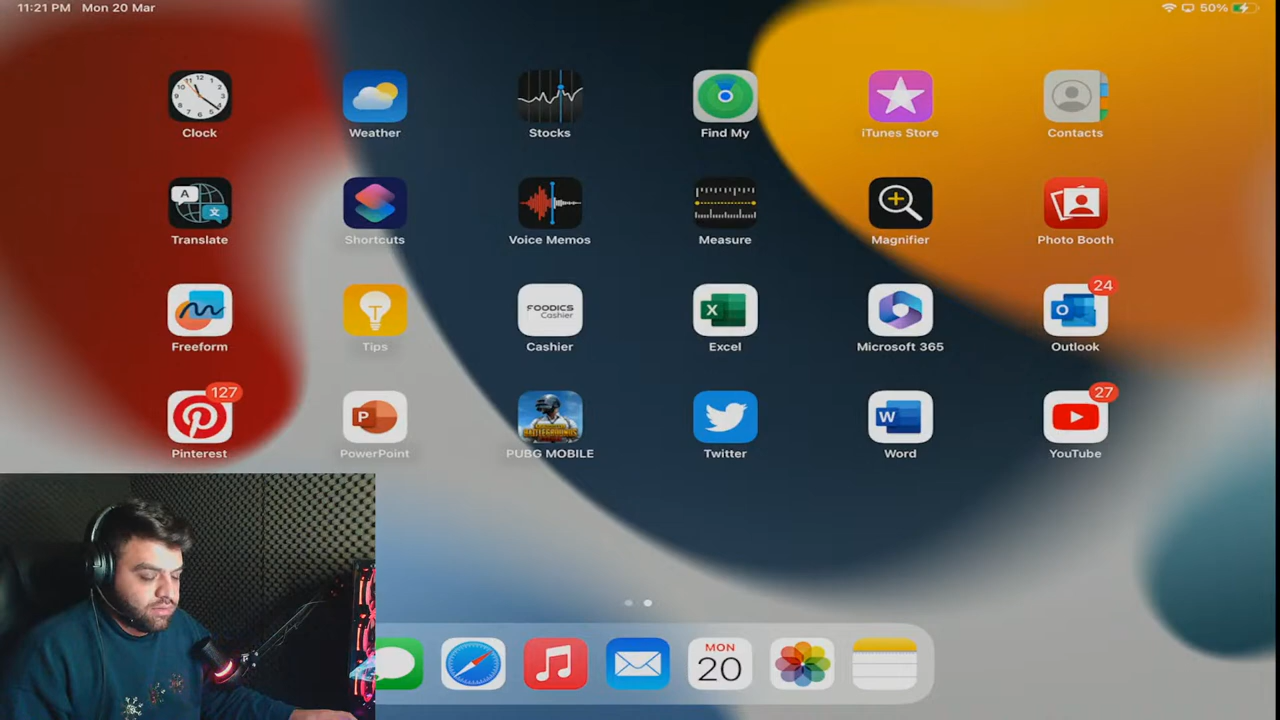 11:21 PM Mon 20 Mar
50%
Clock Weather Stocks Find My iTunes Store Contacts
Translate Shortcuts Voice Memos Measure Magnifier Photo Booth
FOODICS
Cashier
24
Freeform Tips Cashier Excel Microsoft 365 Outlook
127
27
Pinterest PowerPoint PUBG MOBILE Twitter Word YouTube
MON
20